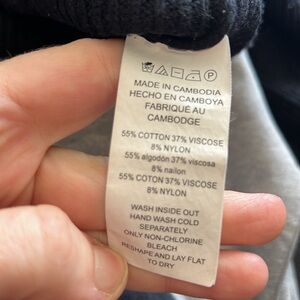 MADE IN CAMBODIA
HECHO EN CAMBOYA
FABRIQUÉ AU
CAMBODGE
55% COTTON 37% VISCOSE
8% NYLON
55% algodón 37% viscosa
8% nailon
55% COTON 37% VISCOSE
8% NYLON
WASH INSIDE OUT
HAND WASH COLD
SEPARATELY
ONLY NON-CHLORINE
BLEACH
RESHAPE AND LAY FLAT
TO DRY